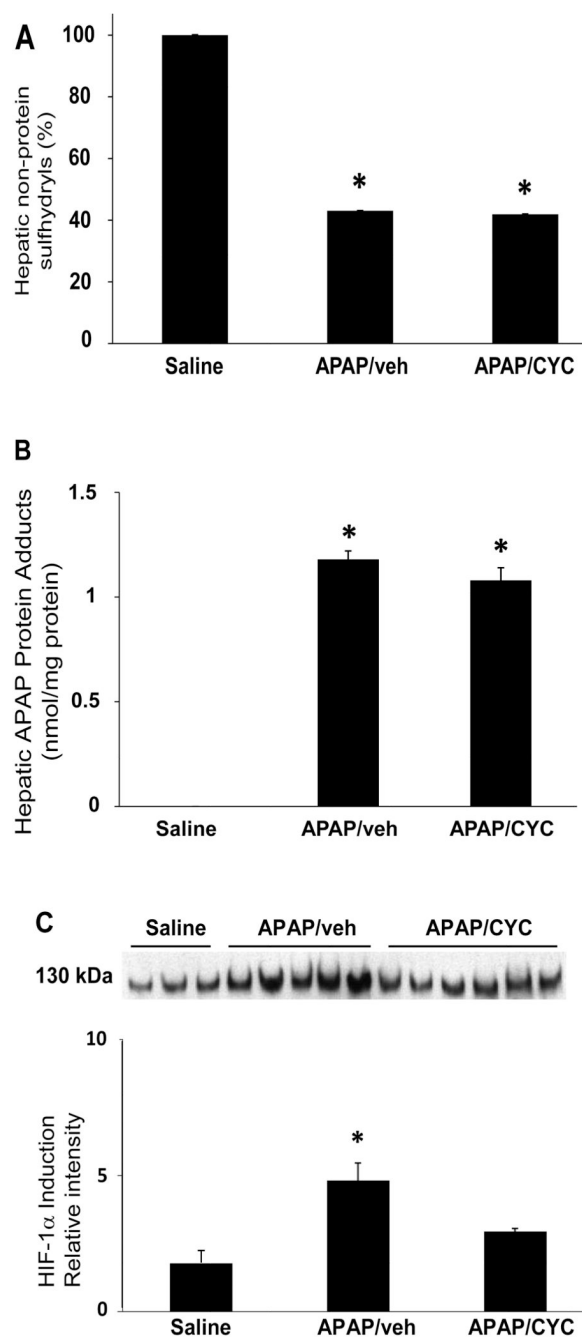 A
Hepatic non-protein
sulfhydryls (%)
100
80
60
40
20
0
*
*
Saline APAP/veh APAP/CYC
B
Hepatic APAP Protein Adducts
(nmol/mg protein)
1.5
1
0.5
0
*
*
Saline APAP/veh APAP/CYC
C
Saline APAP/veh APAP/CYC
130 kDa
HIF-1α Induction
Relative intensity
10
5
0
*
Saline APAP/veh APAP/CYC